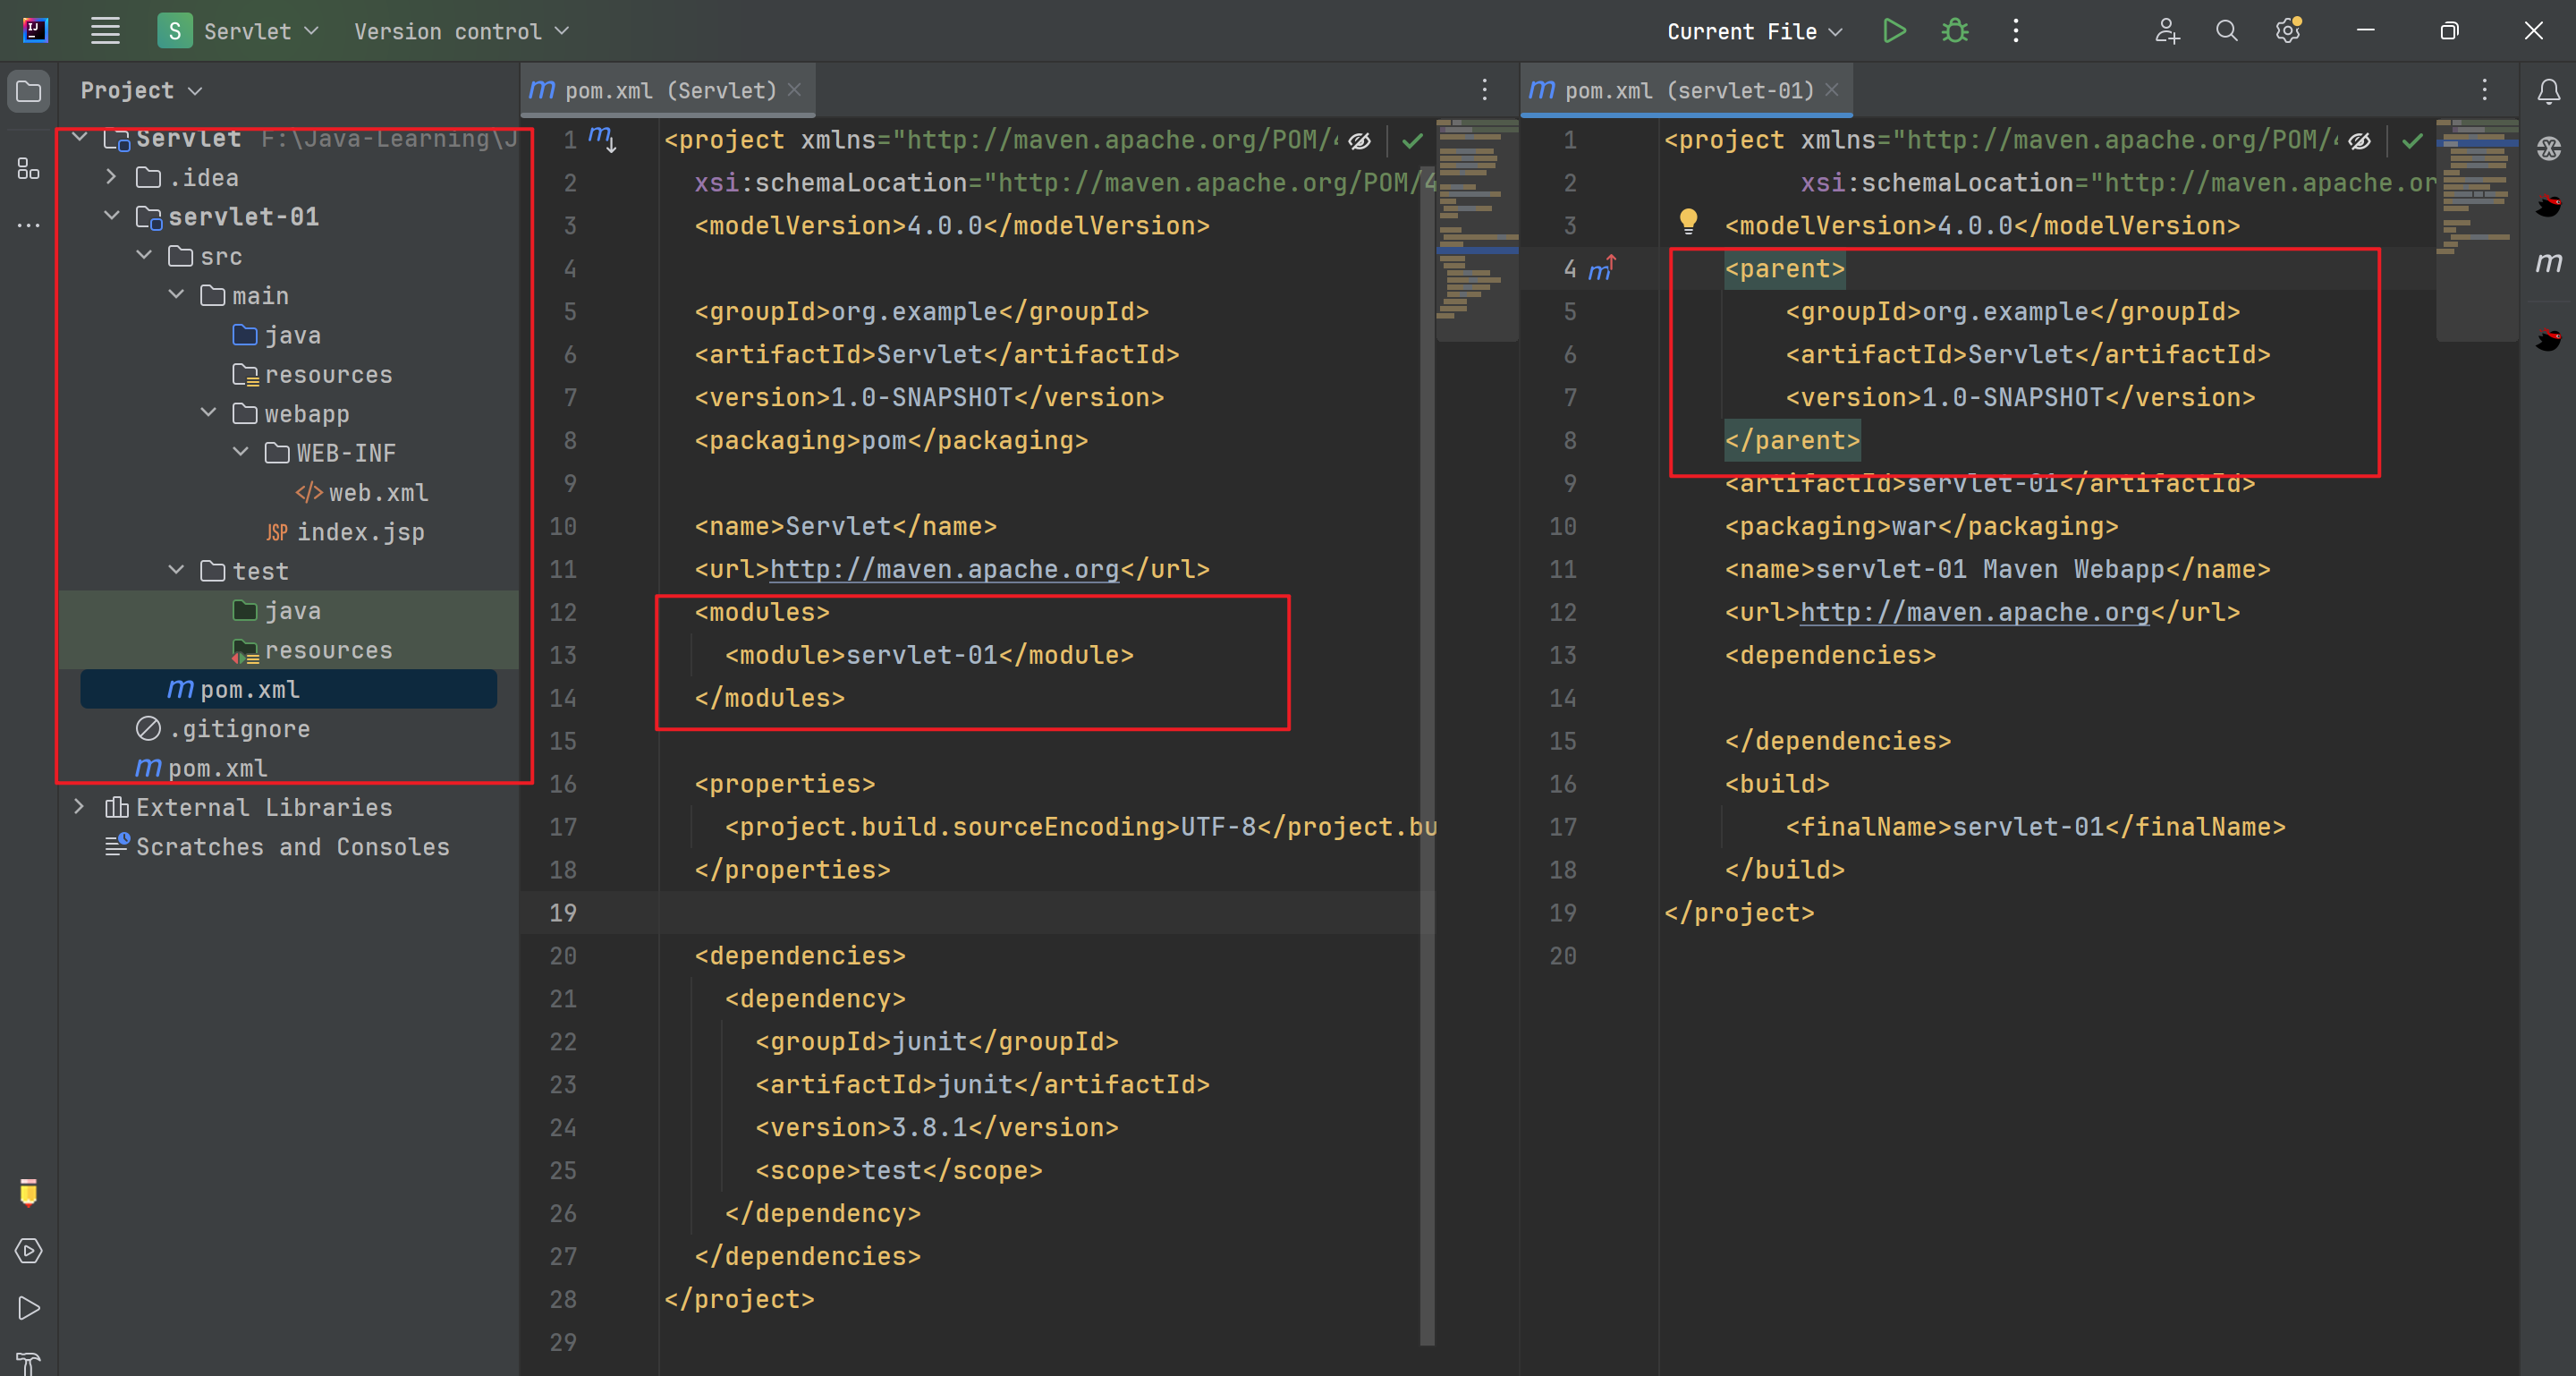 S Servlet Version control Current File
Project
Servlet F:\Java-Learning\J
.idea
servlet-01
src
main
java
resources
webapp
WEB-INF
</> web.xml
JSP index.jsp
test
java
resources
m pom.xml
.gitignore
m pom.xml
External Libraries
Scratches and Consoles
m pom.xml (Servlet)
1 <project xmlns="http://maven.apache.org/POM/
2 xsi:schemaLocation="http://maven.apache.org/POM/4
3 <modelVersion>4.0.0</modelVersion>
4
5 <groupId>org.example</groupId>
6 <artifactId>Servlet</artifactId>
7 <version>1.0-SNAPSHOT</version>
8 <packaging>pom</packaging>
9
10 <name>Servlet</name>
11 <url>http://maven.apache.org</url>
12 <modules>
13 <module>servlet-01</module>
14 </modules>
15
16 <properties>
17 <project.build.sourceEncoding>UTF-8</project.bu
18 </properties>
19
20 <dependencies>
21 <dependency>
22 <groupId>junit</groupId>
23 <artifactId>junit</artifactId>
24 <version>3.8.1</version>
25 <scope>test</scope>
26 </dependency>
27 </dependencies>
28 </project>
29
m pom.xml (servlet-01)
1 <project xmlns="http://maven.apache.org/POM/
2 xsi:schemaLocation="http://maven.apache.or
3 <modelVersion>4.0.0</modelVersion>
4 <parent>
5 <groupId>org.example</groupId>
6 <artifactId>Servlet</artifactId>
7 <version>1.0-SNAPSHOT</version>
8 </parent>
9 <artifactId>servlet-01</artifactId>
10 <packaging>war</packaging>
11 <name>servlet-01 Maven Webapp</name>
12 <url>http://maven.apache.org</url>
13 <dependencies>
14
15 </dependencies>
16 <build>
17 <finalName>servlet-01</finalName>
18 </build>
19 </project>
20